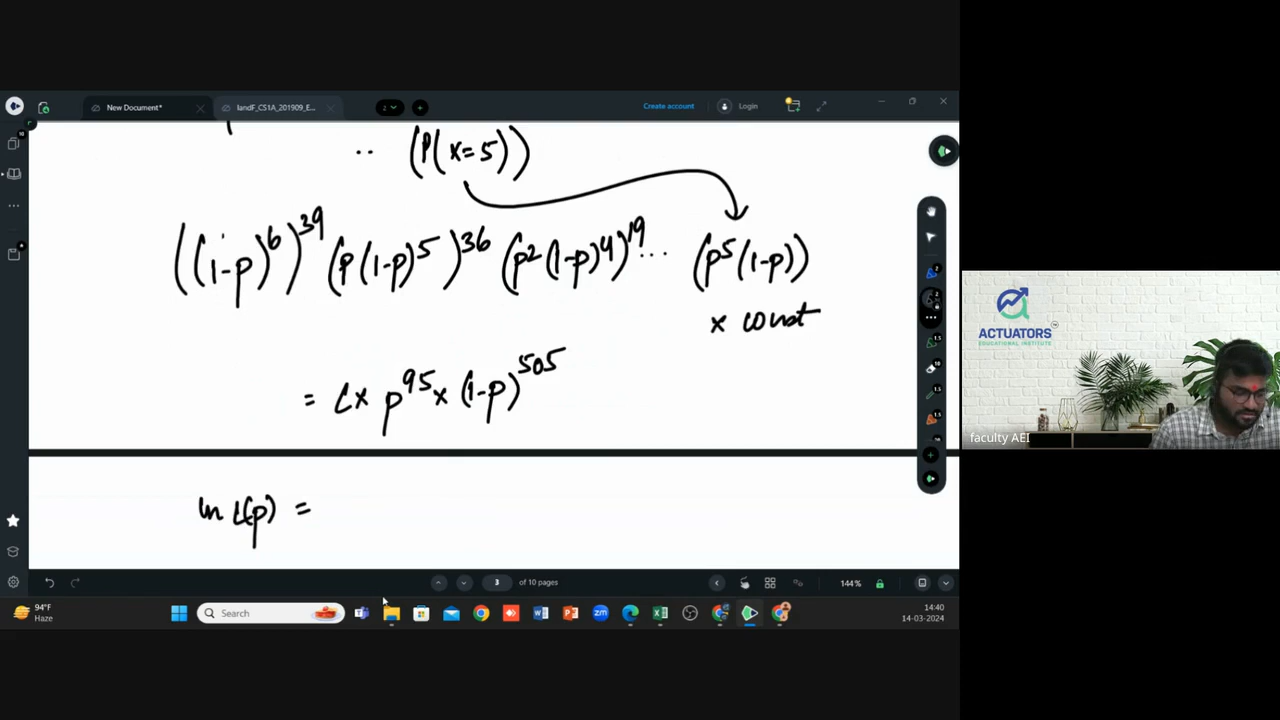 New Document*
IandF_CS1A_201909_E...
2
Create account
Login
.. (P(x=5))
((1-p)^6)^39 (p(1-p)^5)^36 (p^2(1-p)^4)^19 ... (p^5(1-p))
x const
= C x p^95 x (1-p)^505
ln L(p) =
ACTUATORS
EDUCATIONAL INSTITUTE
faculty AEI
3 of 10 pages
144%
94°F
Haze
Search
14:40
14-03-2024